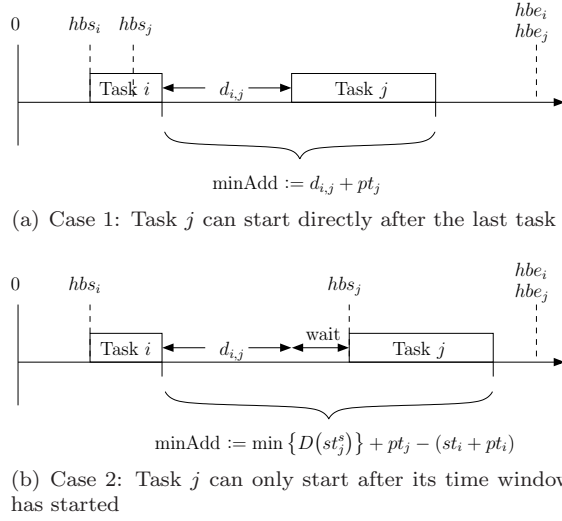 hbe_i
0 hbs_i hbs_j hbe_j
Task i d_{i,j} Task j
minAdd := d_{i,j} + pt_j
(a) Case 1: Task j can start directly after the last task
hbe_i
0 hbs_i hbs_j hbe_j
wait
Task i d_{i,j} Task j
minAdd := min {D(st_j^s)} + pt_j − (st_i + pt_i)
(b) Case 2: Task j can only start after its time window
has started